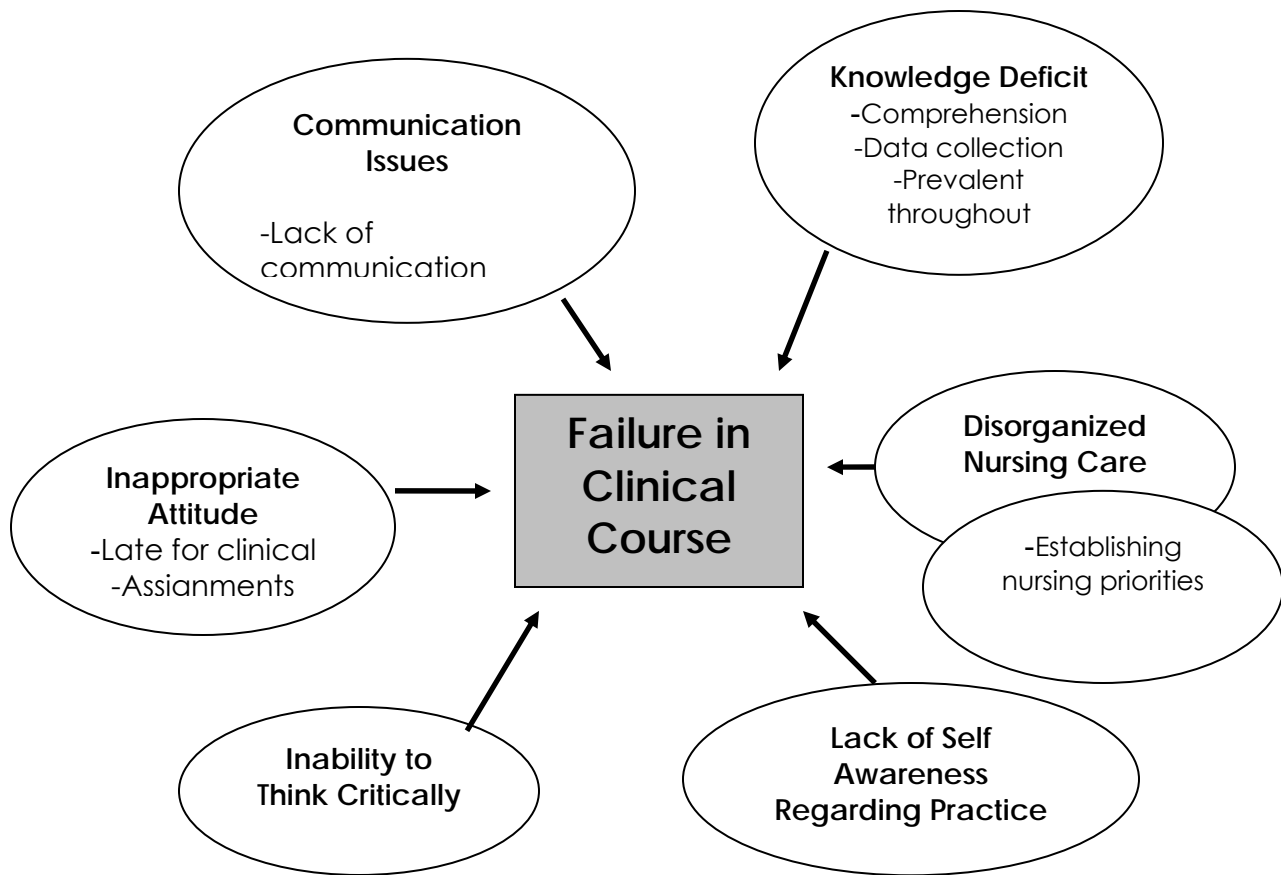 Communication
Issues
-Lack of
communication
Knowledge Deficit
-Comprehension
-Data collection
-Prevalent
throughout
Failure in
Clinical
Course
Disorganized
Nursing Care
-Establishing
nursing priorities
Inappropriate
Attitude
-Late for clinical
-Assignments
Inability to
Think Critically
Lack of Self
Awareness
Regarding Practice